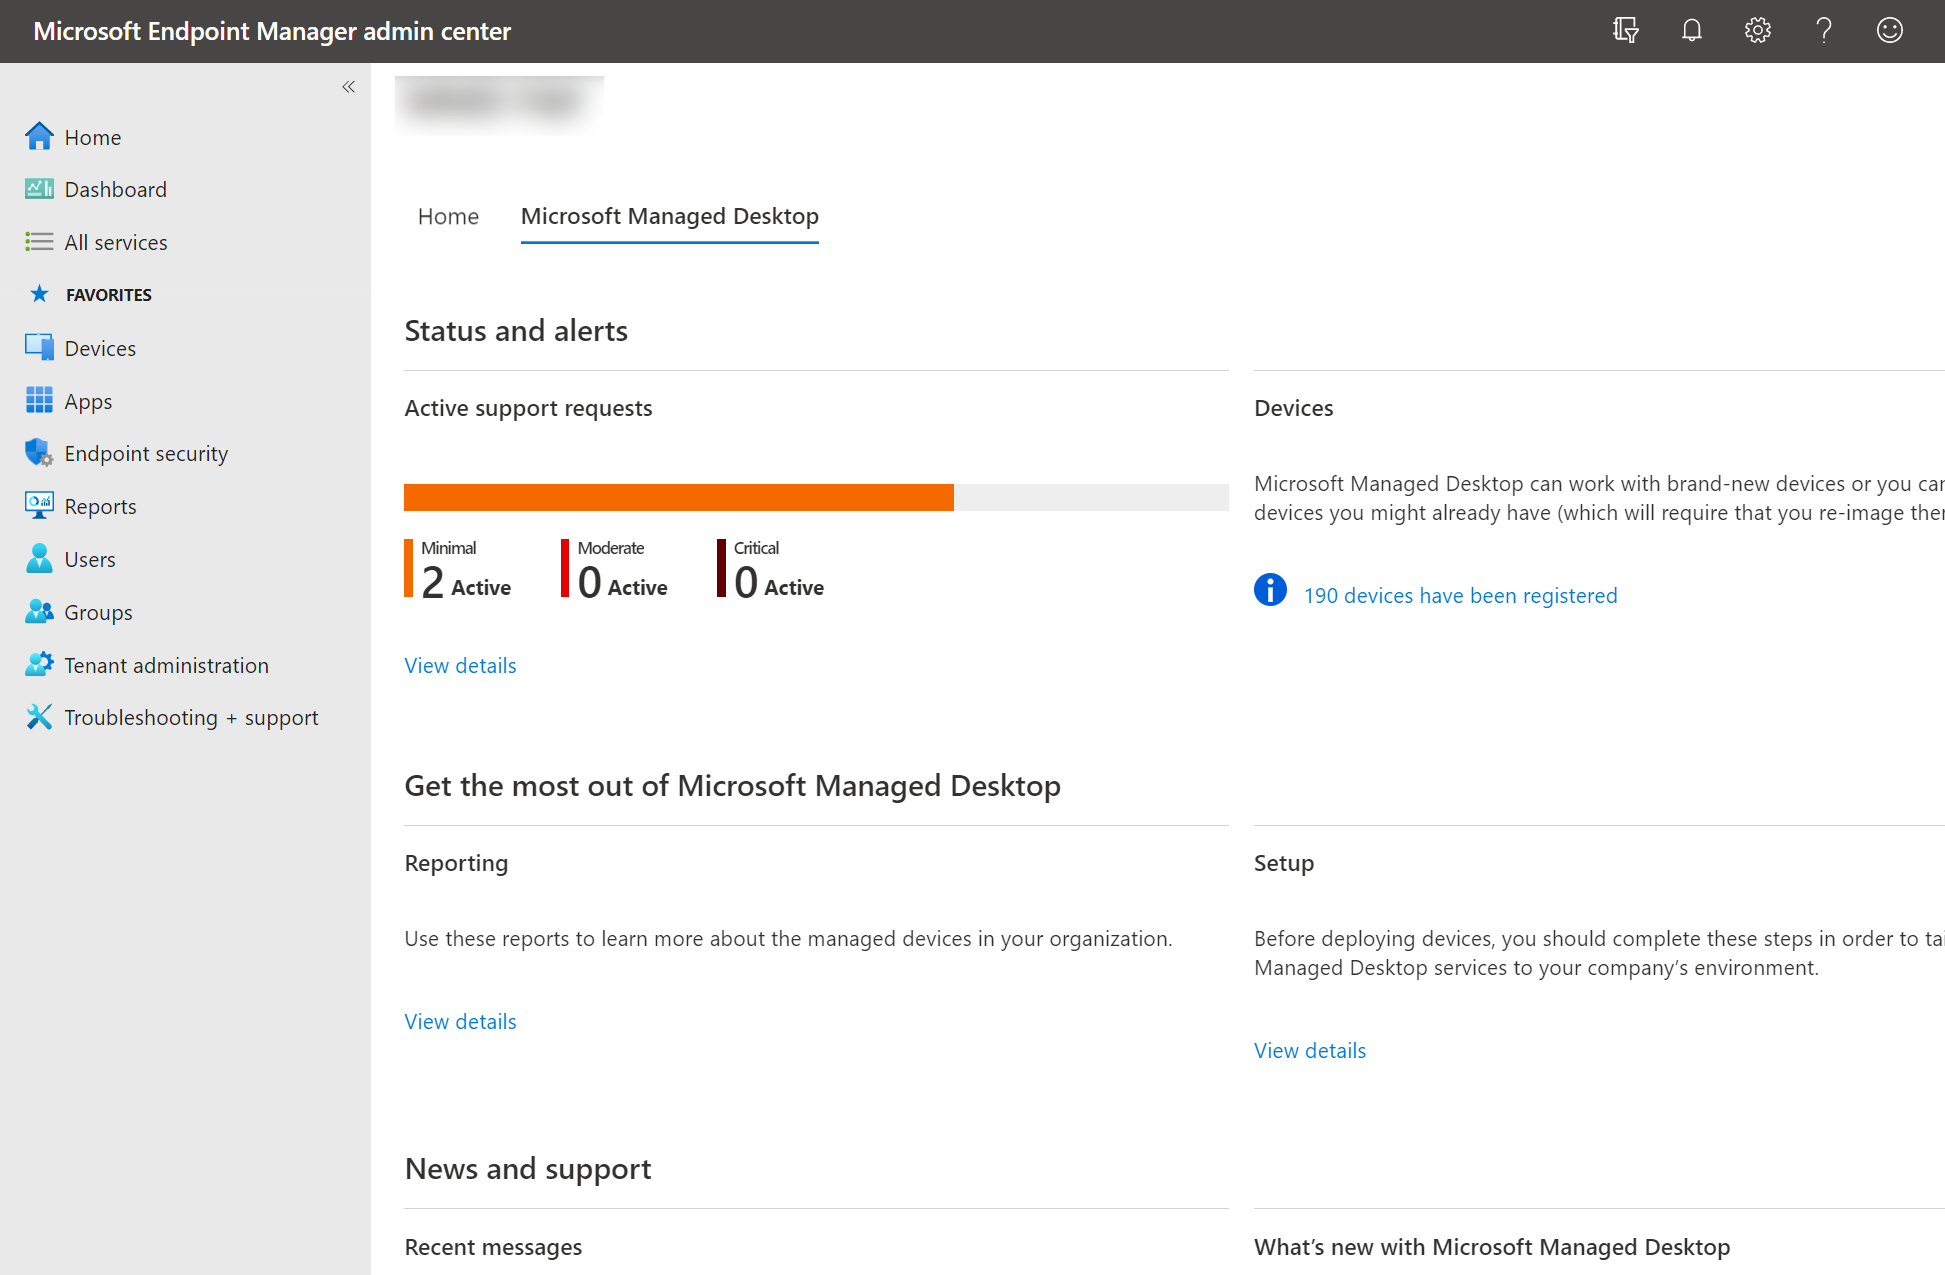 Microsoft Endpoint Manager admin center
Home
Dashboard
All services
FAVORITES
Devices
Apps
Endpoint security
Reports
Users
Groups
Tenant administration
Troubleshooting + support
Home
Microsoft Managed Desktop
Status and alerts
Active support requests
Minimal
2 Active
Moderate
0 Active
Critical
0 Active
View details
Devices
Microsoft Managed Desktop can work with brand-new devices or you can
devices you might already have (which will require that you re-image
190 devices have been registered
Get the most out of Microsoft Managed Desktop
Reporting
Use these reports to learn more about the managed devices in your organization.
View details
Setup
Before deploying devices, you should complete these steps in order to
Managed Desktop services to your company’s environment.
View details
News and support
Recent messages
What’s new with Microsoft Managed Desktop